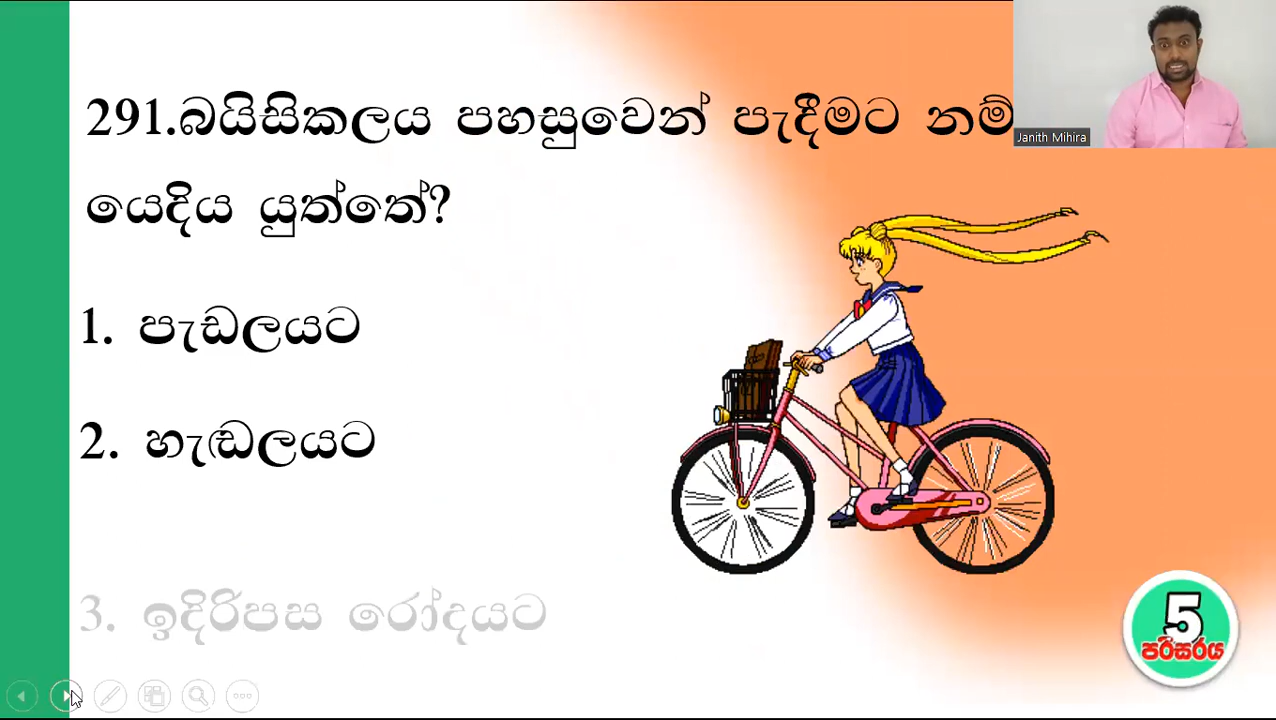 291.බයිසිකලය පහසුවෙන් පැදීමට නම්
යෙදිය යුත්තේ?
1. පැඩලයට
2. හැඬලයට
3. ඉදිරිපස රෝදයට
Janith Mihira
5
පරිසරය